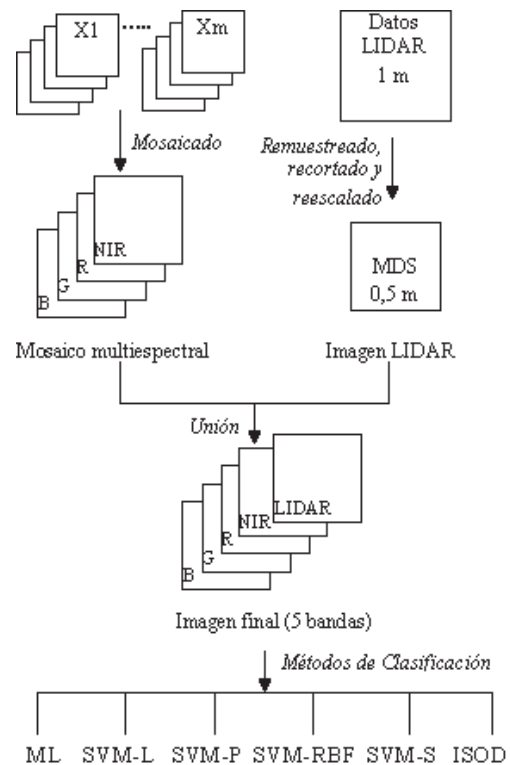 X1 ..... Xm
Datos
LIDAR
1 m
Mosaicado
Remuestreado,
recortado y
reescalado
NIR
R
G
B
MDS
0,5 m
Mosaico multiespectral
Imagen LIDAR
Unión
LIDAR
NIR
R
G
B
Imagen final (5 bandas)
Métodos de Clasificación
ML SVM-L SVM-P SVM-RBF SVM-S ISOD